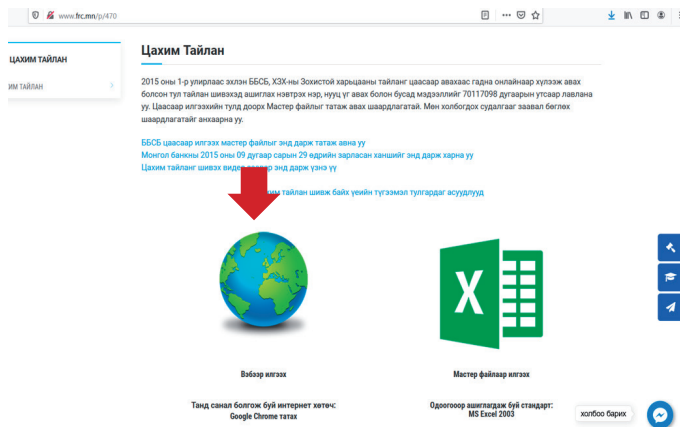 www.frc.mn/p/470
ЦАХИМ ТАЙЛАН
ИМ ТАЙЛАН
Цахим Тайлан
2015 оны 1-р улирлаас эхлэн ББСБ, ХЗХ-ны Зохистой харьцааны тайланг цаасаар авахаас гадна онлайнаар хүлээж авах
болсон тул тайлан шивэхэд ашиглах нэвтрэх нэр, нууц үг авах болон бусад мэдээллийг 70117098 дугаарын утсаар лавлана
уу. Цаасаар илгээхийн тулд доорх Мастер файлыг татаж авах шаардлагатай. Мөн холбогдох судалгааг заавал бөглөх
шаардлагатайг анхаарна уу.
ББСБ цаасаар илгээх мастер файлыг энд дарж татаж авна уу
Монгол банкны 2015 оны 09 дугаар сарын 29 өдрийн зарласан ханшийг энд дарж харна уу
Цахим тайланг шивэх видео энд дарж үзнэ үү
им тайлан шивж байх үеийн түгээмэл тулгардаг асуудлууд
X
Вэбээр илгээх
Мастер файлаар илгээх
Танд санал болгож буй интернет хөтөч:
Google Chrome татах
Одоогооор ашиглагдаж буй стандарт:
MS Excel 2003
холбоо барих